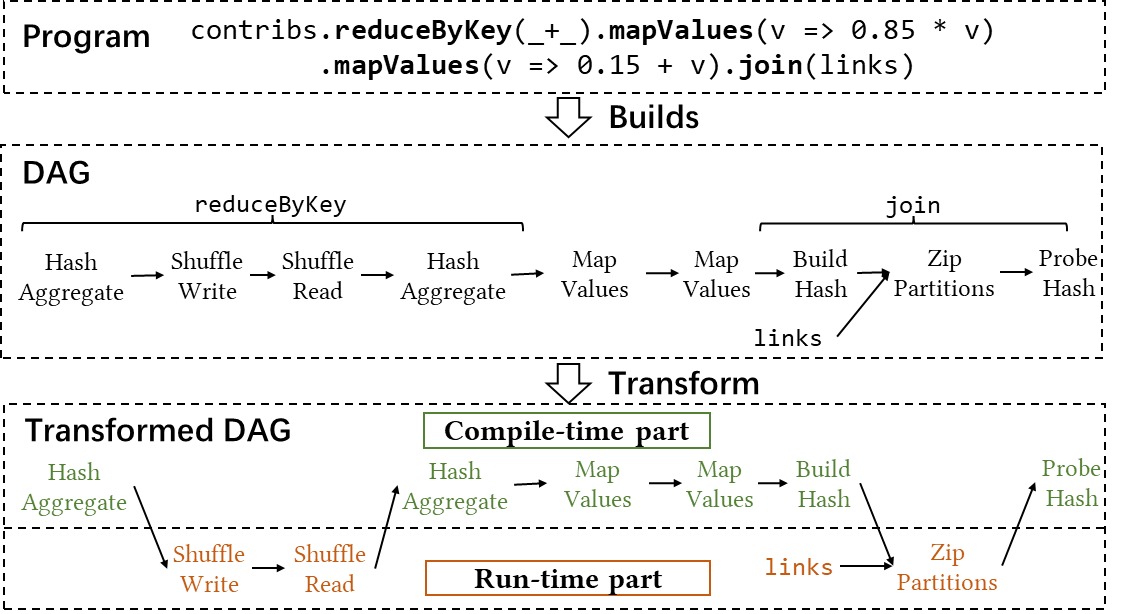 Program contribs.reduceByKey(_+_).mapValues(v => 0.85 * v)
.mapValues(v => 0.15 + v).join(links)
Builds
DAG
reduceByKey
join
Hash Aggregate
Shuffle Write
Shuffle Read
Hash Aggregate
Map Values
Map Values
Build Hash
Zip Partitions
Probe Hash
links
Transform
Transformed DAG
Compile-time part
Hash Aggregate
Hash Aggregate
Map Values
Map Values
Build Hash
Probe Hash
Shuffle Write
Shuffle Read
Run-time part
links
Zip Partitions